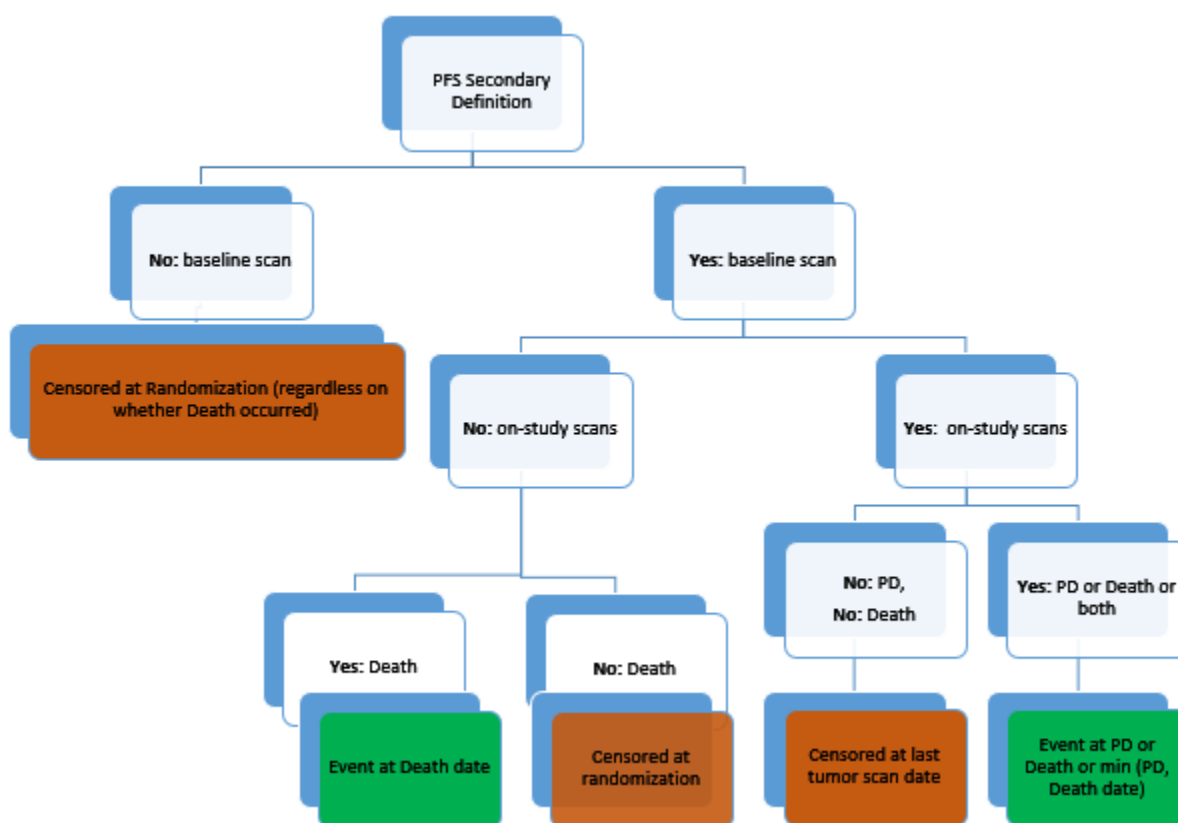 PFS Secondary
Definition
No: baseline scan
Yes: baseline scan
Censored at Randomization (regardless on
whether Death occurred)
No: on-study scans
Yes: on-study scans
No: PD,
No: Death
Yes: PD or Death or
both
Yes: Death
No: Death
Event at Death date
Censored at
randomization
Censored at last
tumor scan date
Event at PD or
Death or min (PD,
Death date)